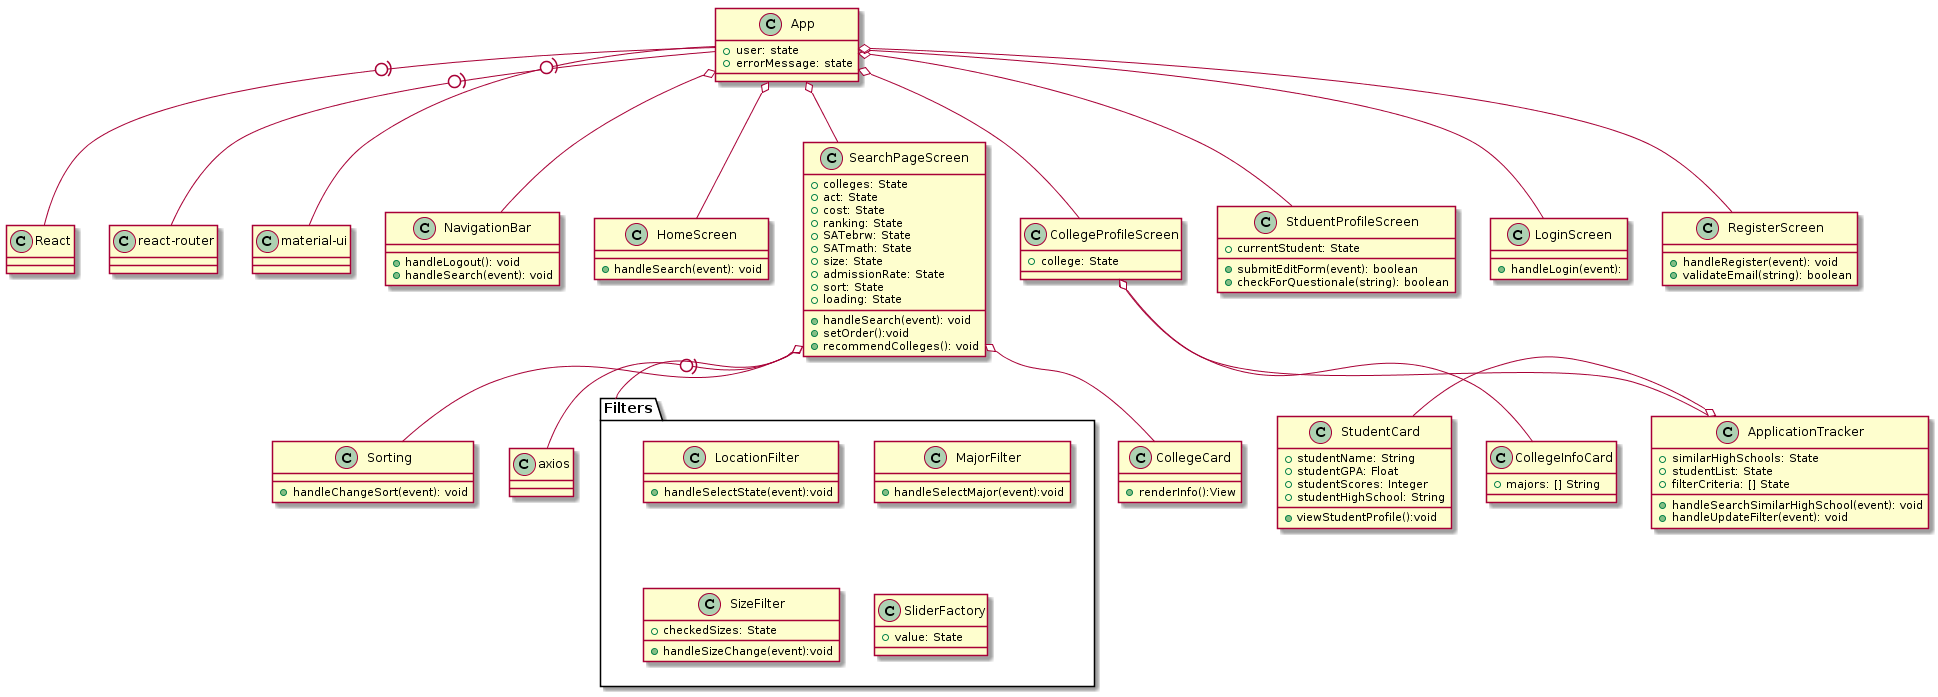 C App
user: state
errorMessage: state
C React
C react-router
C material-ui
C NavigationBar
handleLogout(): void
handleSearch(event): void
C HomeScreen
handleSearch(event): void
C SearchPageScreen
colleges: State
act: State
cost: State
ranking: State
SATebrw: State
SATmath: State
size: State
admissionRate: State
sort: State
loading: State
handleSearch(event): void
setOrder():void
recommendColleges(): void
C CollegeProfileScreen
college: State
C StduentProfileScreen
currentStudent: State
submitEditForm(event): boolean
checkForQuestionale(string): boolean
C LoginScreen
handleLogin(event):
C RegisterScreen
handleRegister(event): void
validateEmail(string): boolean
C Sorting
handleChangeSort(event): void
C axios
Filters
C LocationFilter
handleSelectState(event):void
C MajorFilter
handleSelectMajor(event):void
C SizeFilter
checkedSizes: State
handleSizeChange(event):void
C SliderFactory
value: State
C CollegeCard
renderInfo():View
C StudentCard
studentName: String
studentGPA: Float
studentScores: Integer
studentHighSchool: String
viewStudentProfile():void
C CollegeInfoCard
majors: [] String
C ApplicationTracker
similarHighSchools: State
studentList: State
filterCriteria: [] State
handleSearchSimilarHighSchool(event): void
handleUpdateFilter(event): void